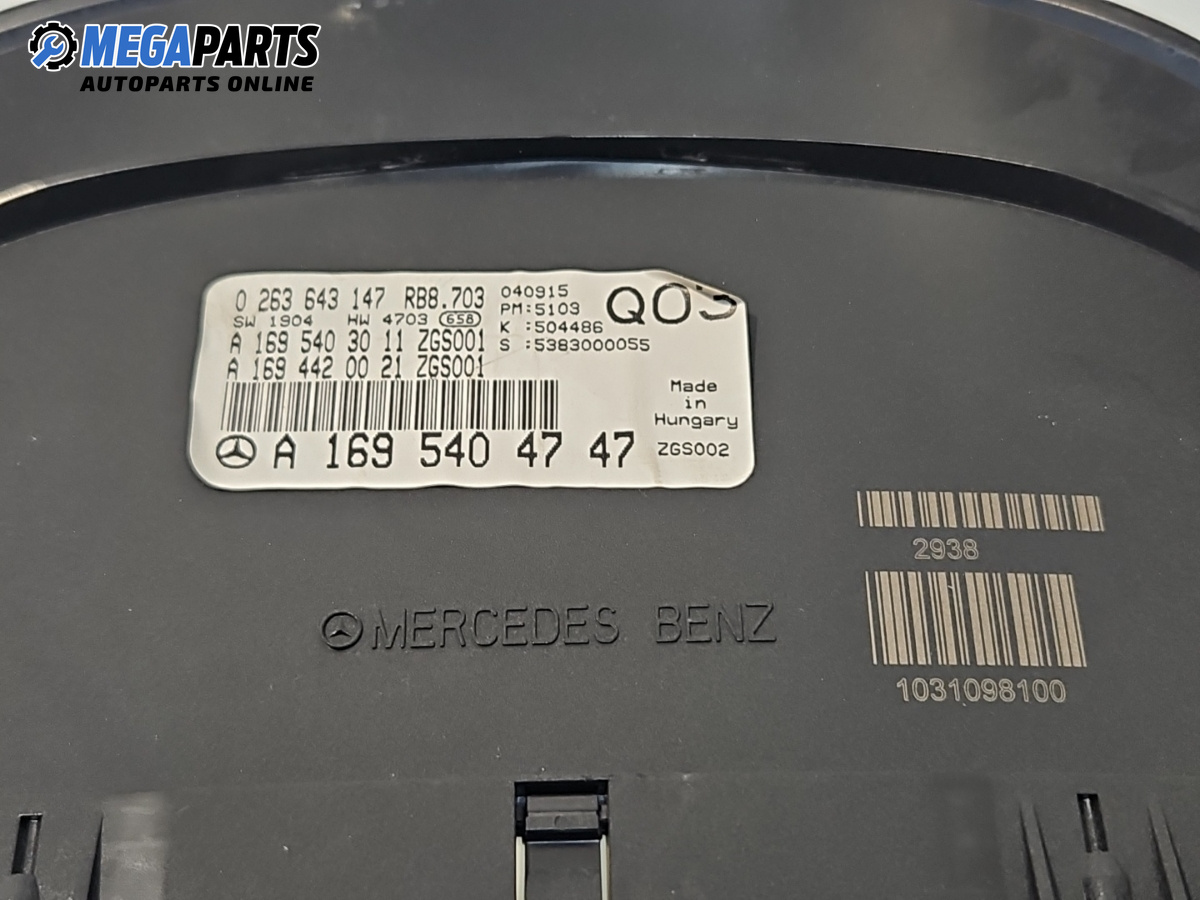 MEGAPARTS
AUTOPARTS ONLINE
0 263 643 147 RB8.703
SW 1904 HW 4703 658
A 169 540 30 11 ZGS001
A 169 442 00 21 ZGS001
040915
PM:5103
K :504486
S :5383000055
Made
in
Hungary
A 169 540 47 47
ZGS002
2938
MERCEDES BENZ
1031098100